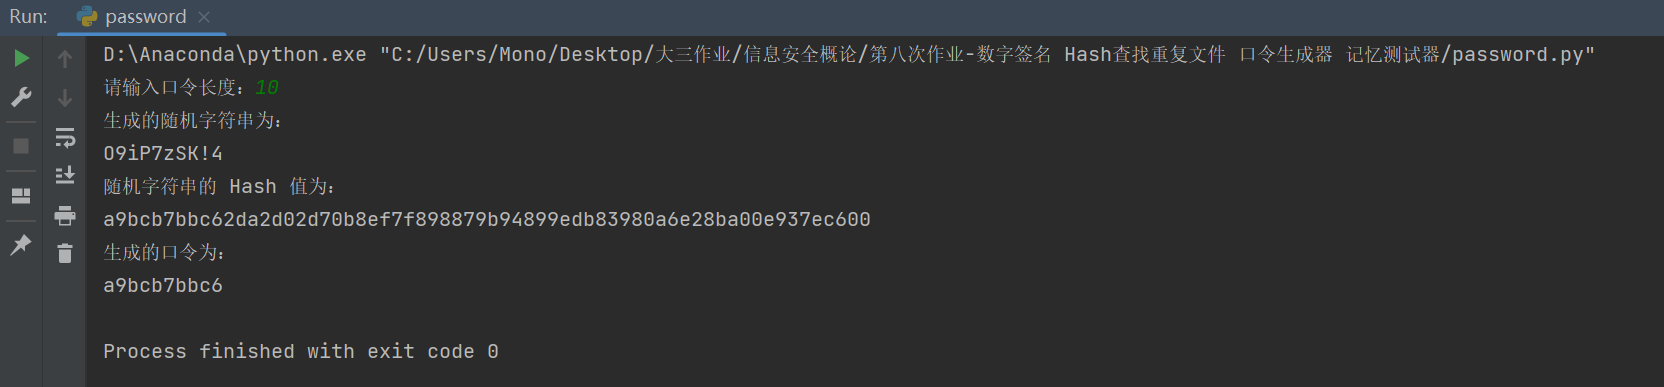 Run: password
D:\Anaconda\python.exe "C:/Users/Mono/Desktop/大三作业/信息安全概论/第八次作业-数字签名 Hash查找重复文件 口令生成器 记忆测试器/password.py"
请输入口令长度：10
生成的随机字符串为：
O9iP7zSK!4
随机字符串的 Hash 值为：
a9bcb7bbc62da2d02d70b8ef7f898879b94899edb83980a6e28ba00e937ec600
生成的口令为：
a9bcb7bbc6
Process finished with exit code 0